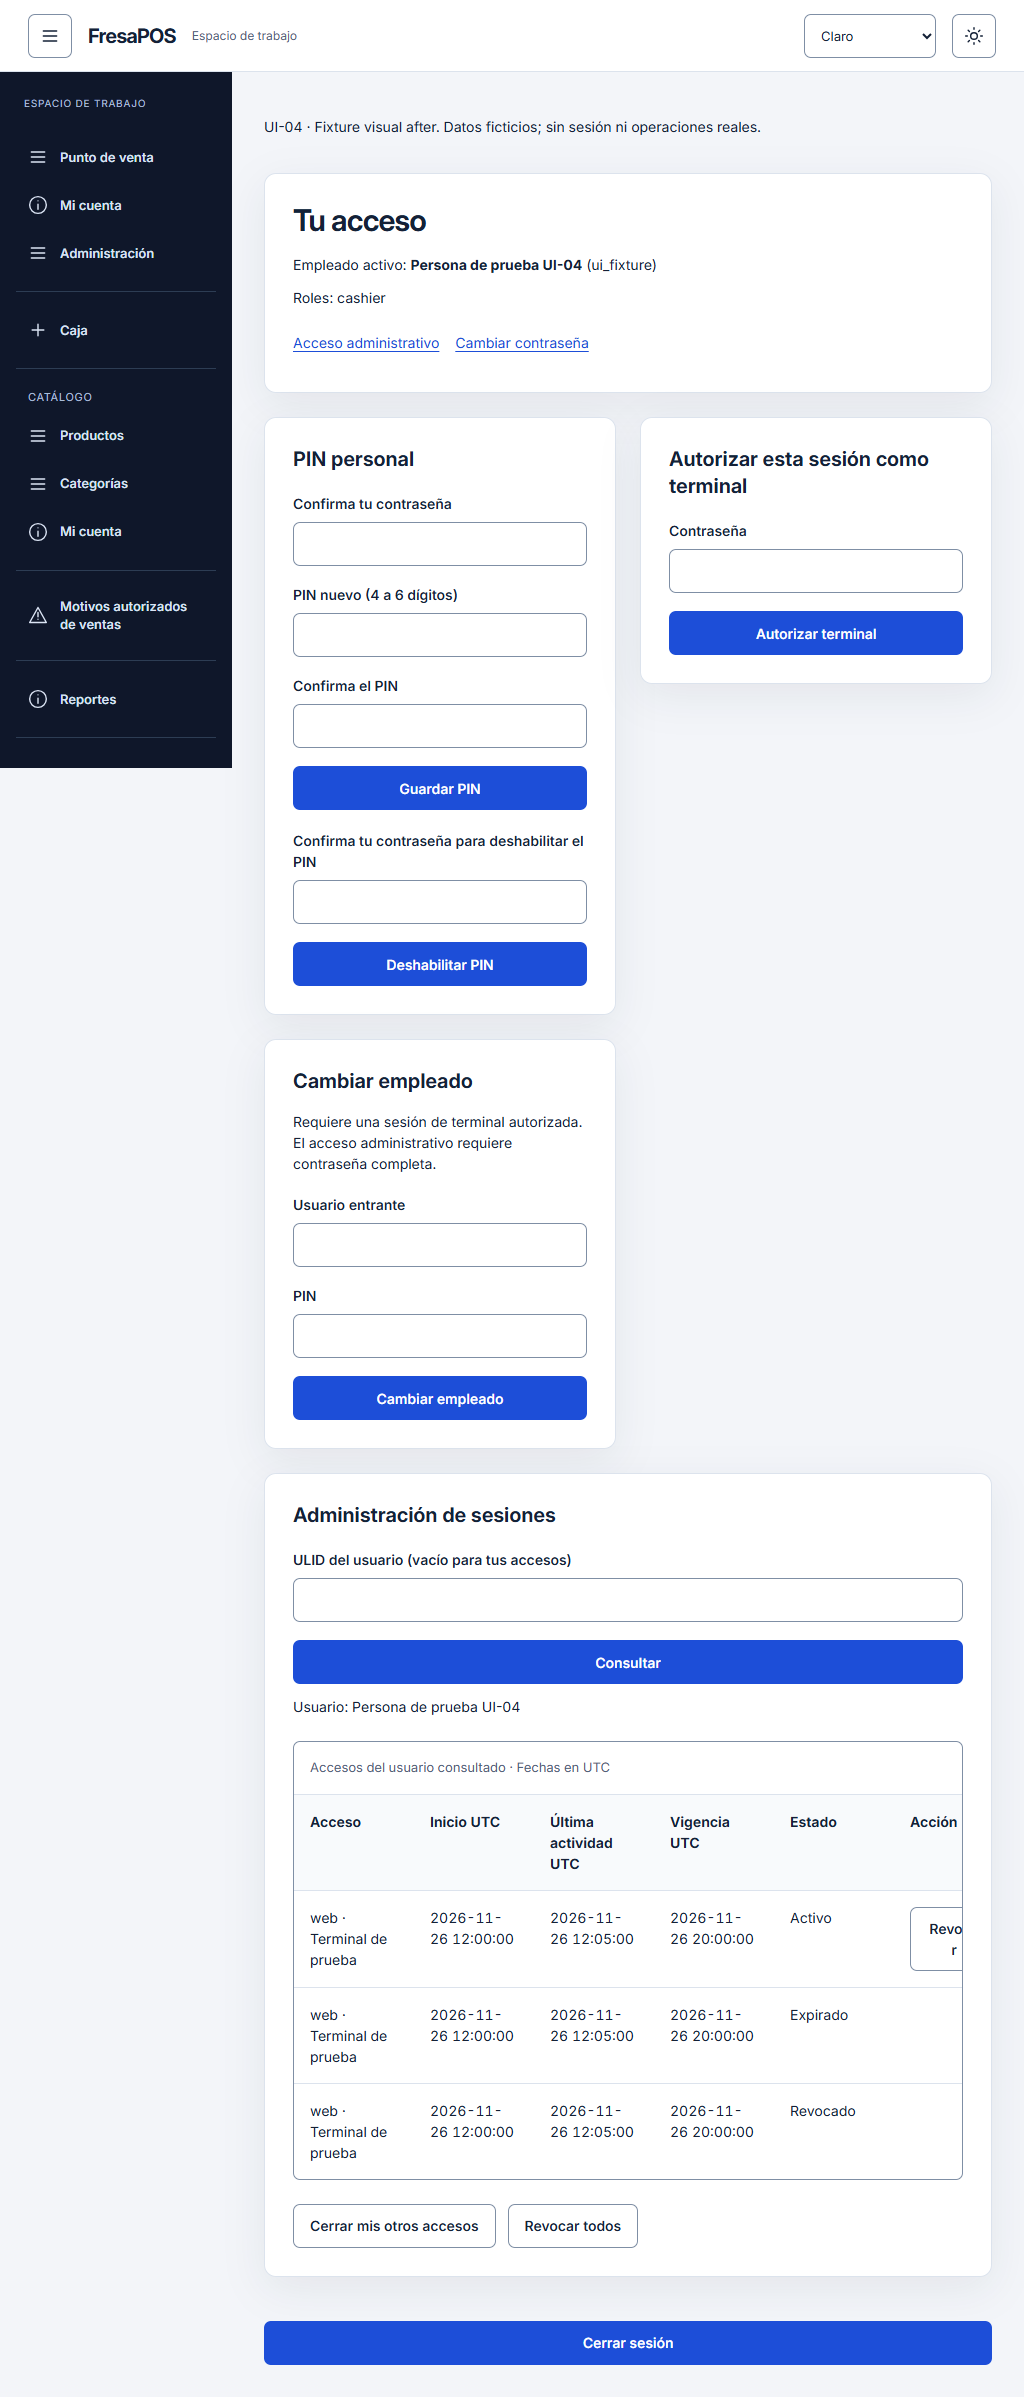 FresaPOS
Espacio de trabajo
Claro
ESPACIO DE TRABAJO
Punto de venta
Mi cuenta
Administración
Caja
CATÁLOGO
Productos
Categorías
Mi cuenta
Motivos autorizados
de ventas
Reportes
UI-04 · Fixture visual after. Datos ficticios; sin sesión ni operaciones reales.
Tu acceso
Empleado activo: Persona de prueba UI-04 (ui_fixture)
Roles: cashier
Acceso administrativo Cambiar contraseña
PIN personal
Confirma tu contraseña
PIN nuevo (4 a 6 dígitos)
Confirma el PIN
Guardar PIN
Confirma tu contraseña para deshabilitar el
PIN
Deshabilitar PIN
Autorizar esta sesión como
terminal
Contraseña
Autorizar terminal
Cambiar empleado
Requiere una sesión de terminal autorizada.
El acceso administrativo requiere
contraseña completa.
Usuario entrante
PIN
Cambiar empleado
Administración de sesiones
ULID del usuario (vacío para tus accesos)
Consultar
Usuario: Persona de prueba UI-04
Accesos del usuario consultado · Fechas en UTC
Acceso
Inicio UTC
Última
actividad
UTC
Vigencia
UTC
Estado
Acción
web ·
Terminal de
prueba
2026-11-
26 12:00:00
2026-11-
26 12:05:00
2026-11-
26 20:00:00
Activo
Revo
r
web ·
Terminal de
prueba
2026-11-
26 12:00:00
2026-11-
26 12:05:00
2026-11-
26 20:00:00
Expirado
web ·
Terminal de
prueba
2026-11-
26 12:00:00
2026-11-
26 12:05:00
2026-11-
26 20:00:00
Revocado
Cerrar mis otros accesos
Revocar todos
Cerrar sesión